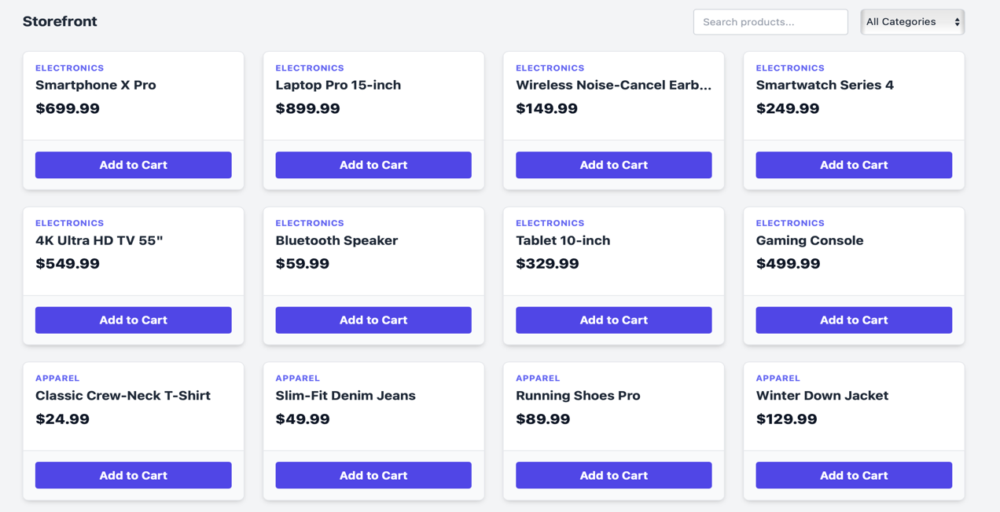 Storefront
Search products...
All Categories
ELECTRONICS
Smartphone X Pro
$699.99
Add to Cart
ELECTRONICS
Laptop Pro 15-inch
$899.99
Add to Cart
ELECTRONICS
Wireless Noise-Cancel Earb...
$149.99
Add to Cart
ELECTRONICS
Smartwatch Series 4
$249.99
Add to Cart
ELECTRONICS
4K Ultra HD TV 55"
$549.99
Add to Cart
ELECTRONICS
Bluetooth Speaker
$59.99
Add to Cart
ELECTRONICS
Tablet 10-inch
$329.99
Add to Cart
ELECTRONICS
Gaming Console
$499.99
Add to Cart
APPAREL
Classic Crew-Neck T-Shirt
$24.99
Add to Cart
APPAREL
Slim-Fit Denim Jeans
$49.99
Add to Cart
APPAREL
Running Shoes Pro
$89.99
Add to Cart
APPAREL
Winter Down Jacket
$129.99
Add to Cart